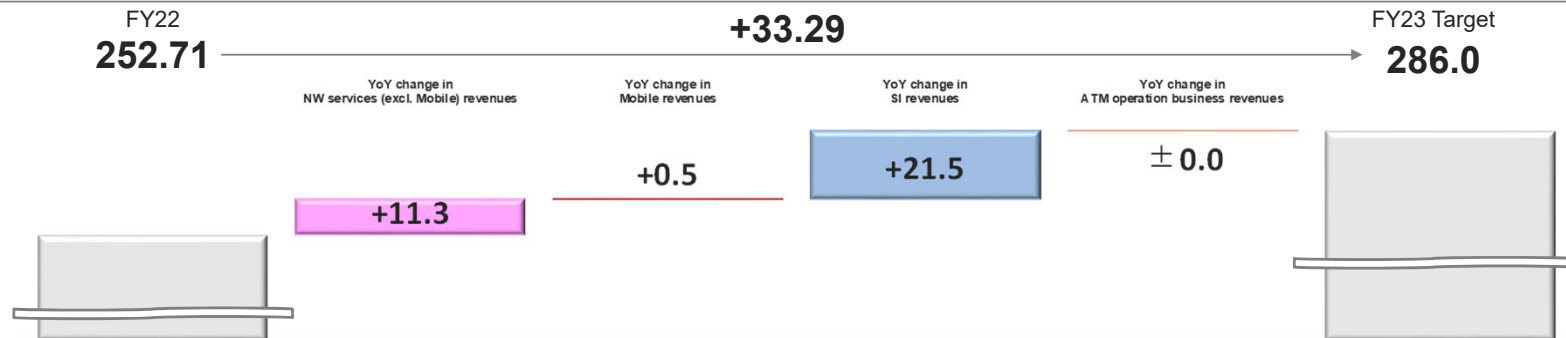 FY22
252.71
+33.29
FY23 Target
286.0
YoY change in
NW services (excl. Mobile) revenues
YoY change in
Mobile revenues
YoY change in
SI revenues
YoY change in
ATM operation business revenues
+11.3
+0.5
+21.5
±0.0